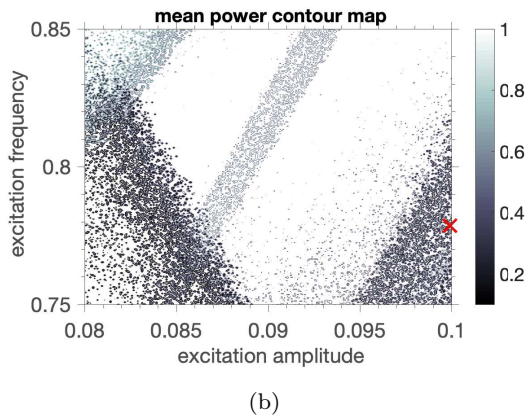 mean power contour map
0.85
0.8
0.75
excitation frequency
0.08 0.085 0.09 0.095 0.1
excitation amplitude
1
0.8
0.6
0.4
0.2
(b)